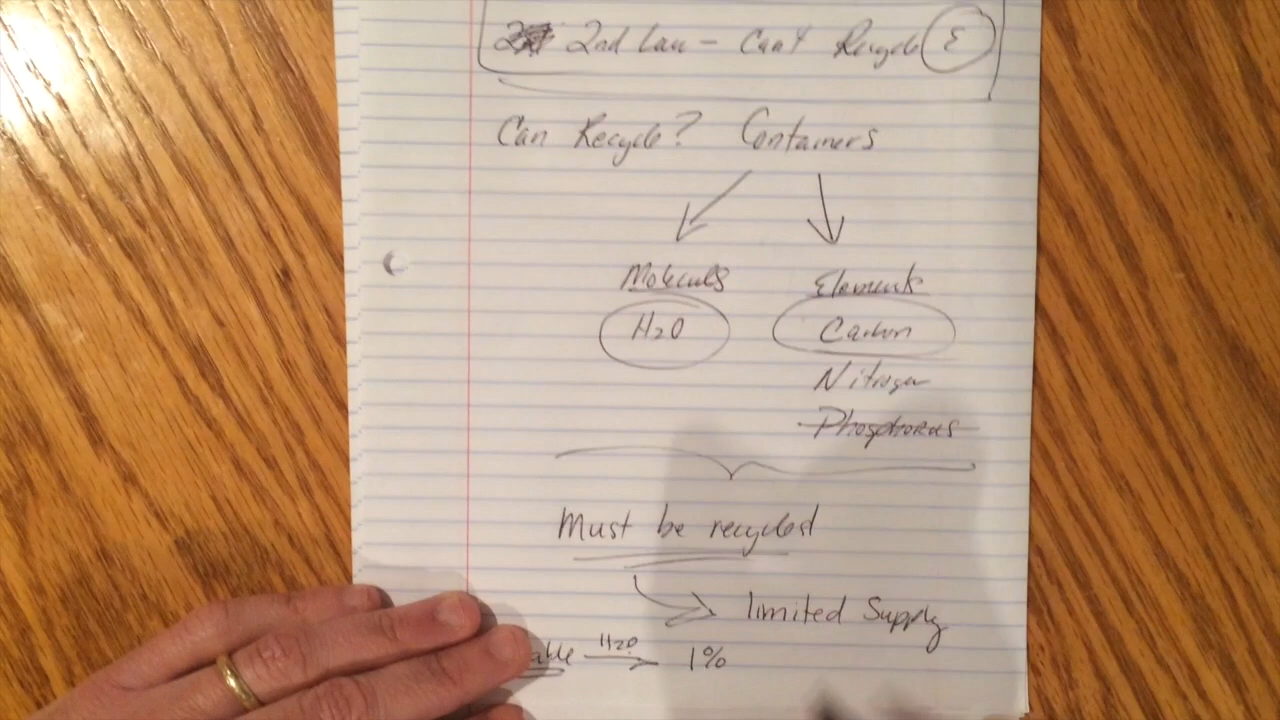 2nd Law - Can't Recycle E
Can Recycle? Containers
Molecules Elements
H2O Carbon
Nitrogen
Phosphorus
Must be recycled
limited Supply
H2O
1%